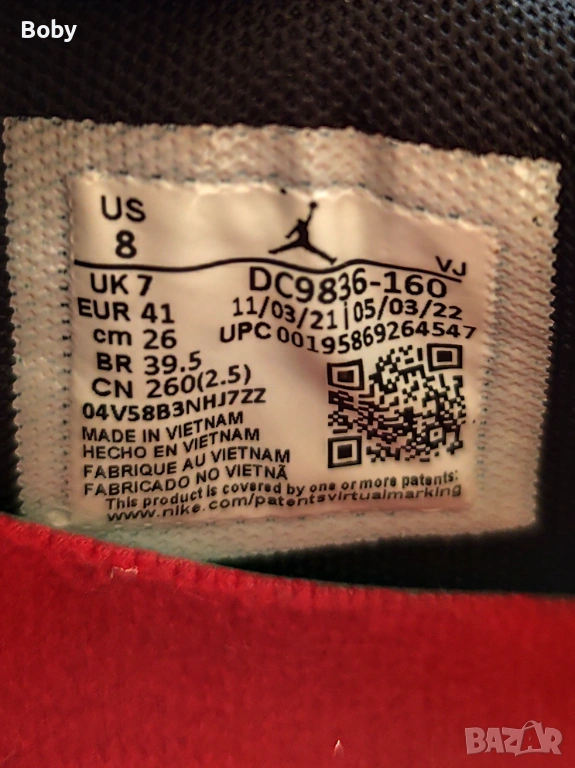 Boby
US
8
VJ
UK 7
DC9836-160
EUR 41
11/03/21|05/03/22
cm 26
UPC 00195869264547
BR 39.5
CN 260(2.5)
04V58B3NHJ7ZZ
MADE IN VIETNAM
HECHO EN VIETNAM
FABRIQUE AU VIETNAM
FABRICADO NO VIETNÃ
This product is covered by one or more patents:
www.nike.com/patentsvirtualmarking
BAZAR